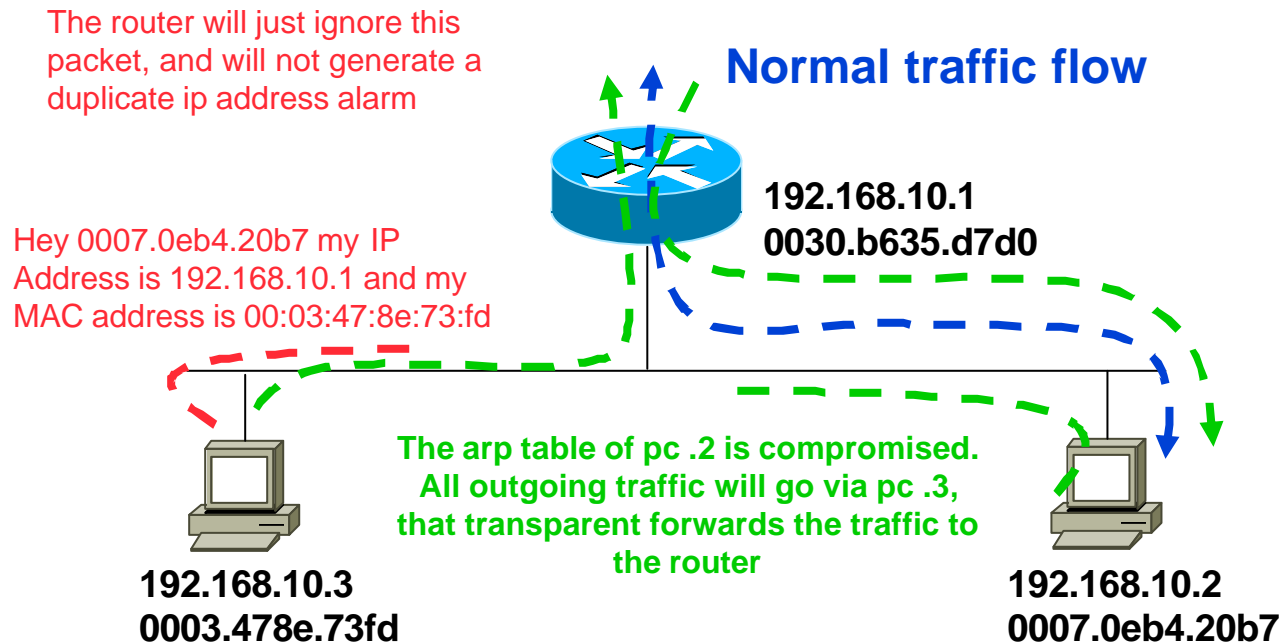 The router will just ignore this
packet, and will not generate a
duplicate ip address alarm
Normal traffic flow
192.168.10.1
0030.b635.d7d0
Hey 0007.0eb4.20b7 my IP
Address is 192.168.10.1 and my
MAC address is 00:03:47:8e:73:fd
The arp table of pc .2 is compromised.
All outgoing traffic will go via pc .3,
that transparent forwards the traffic to
the router
192.168.10.3
0003.478e.73fd
192.168.10.2
0007.0eb4.20b7